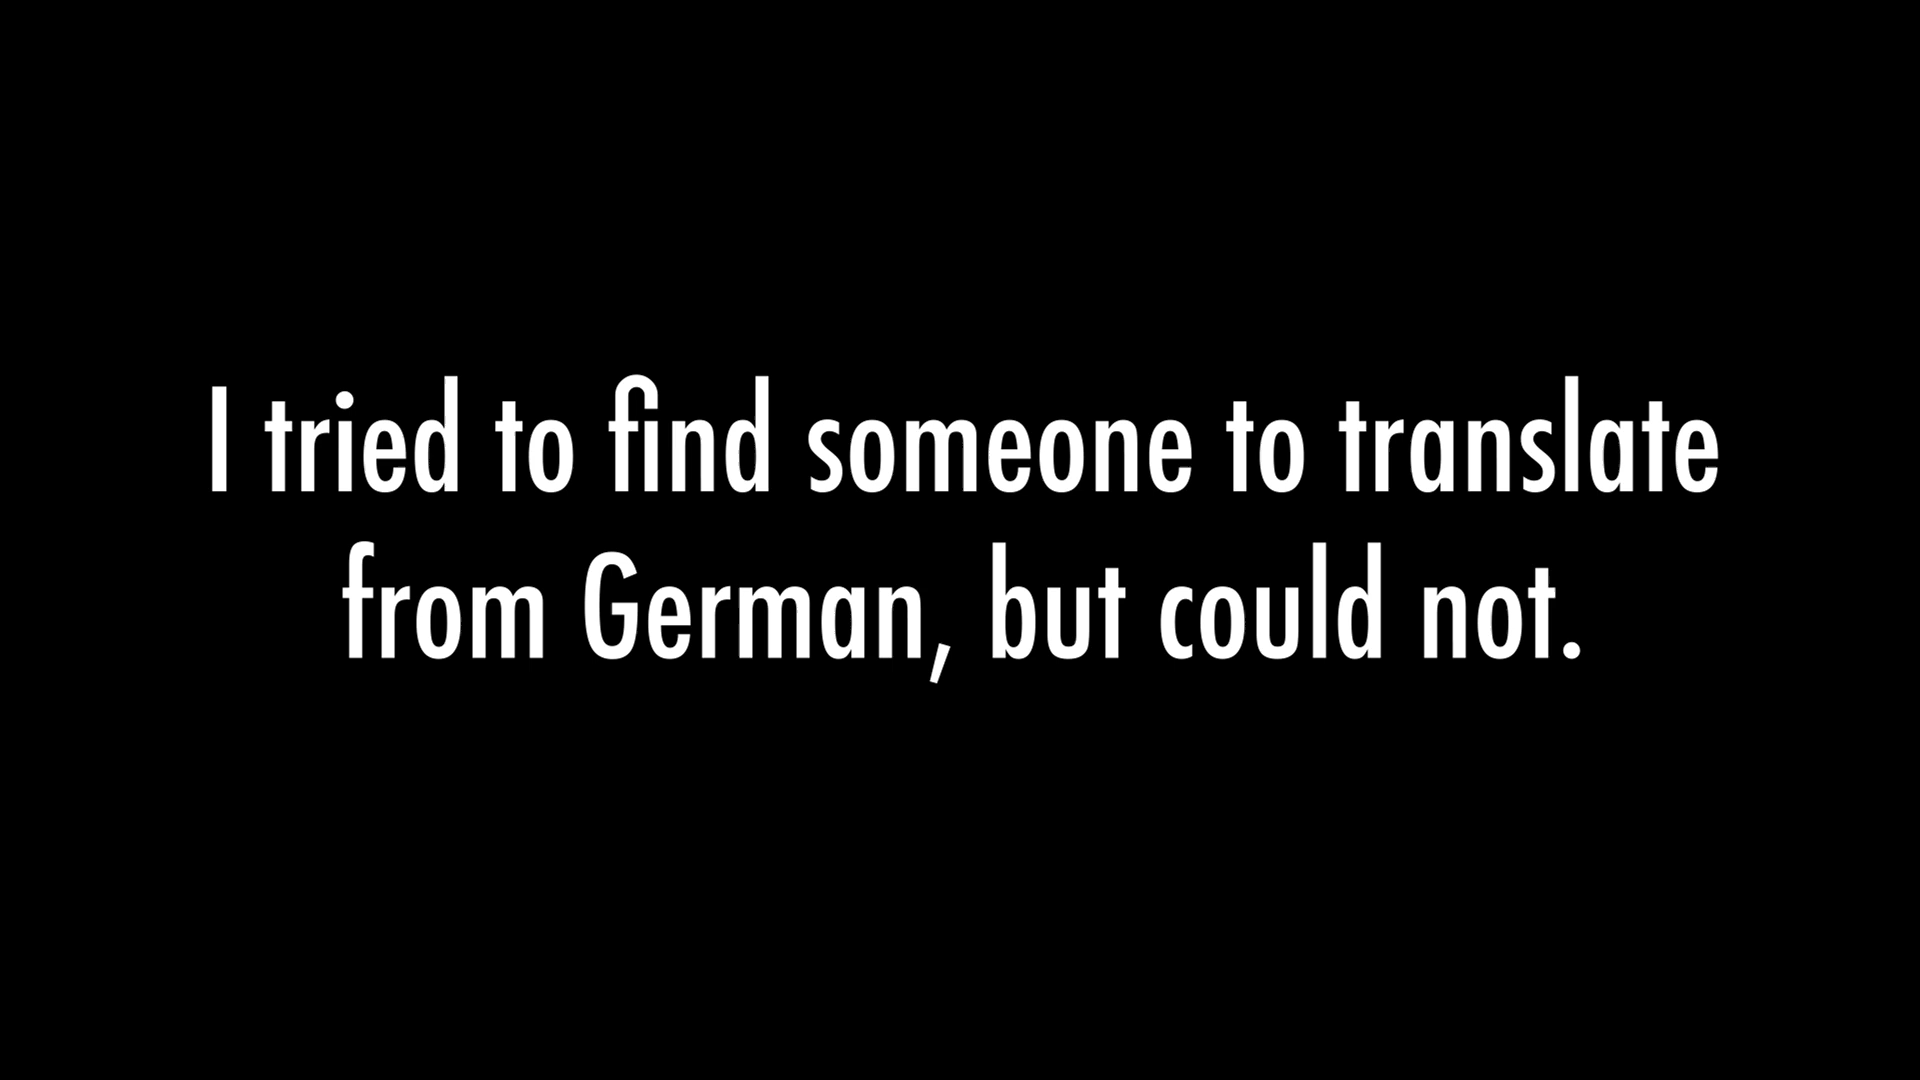 I tried to find someone to translate
from German, but could not.